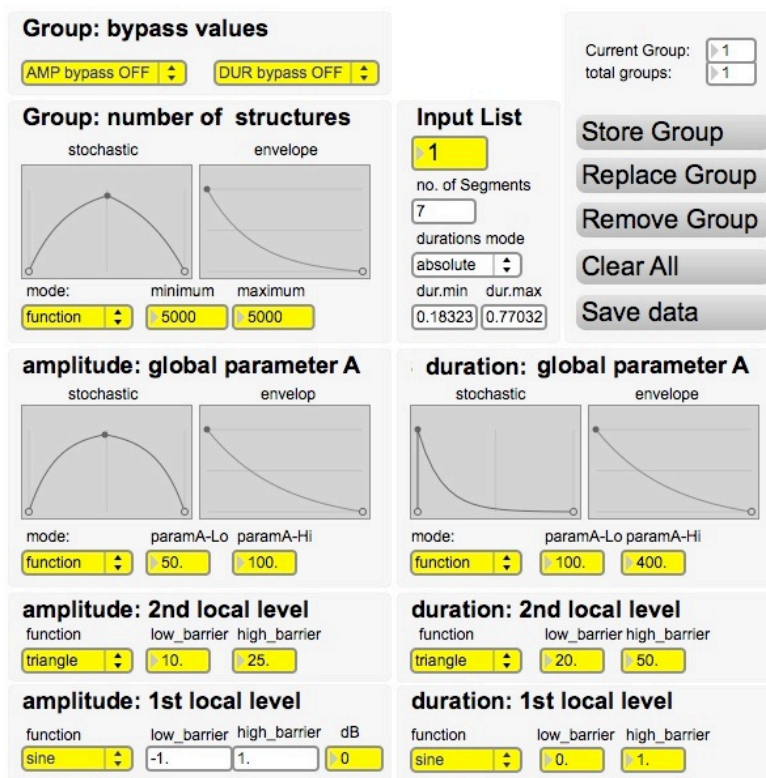 Group: bypass values
AMP bypass OFF DUR bypass OFF
Current Group: 1
total groups: 1
Group: number of structures
stochastic envelope
mode: minimum maximum
function 5000 5000
Input List
1
no. of Segments
7
durations mode
absolute
dur.min dur.max
0.18323 0.77032
Store Group
Replace Group
Remove Group
Clear All
Save data
amplitude: global parameter A
stochastic envelop
mode: paramA-Lo paramA-Hi
function 50. 100.
duration: global parameter A
stochastic envelope
mode: paramA-Lo paramA-Hi
function 100. 400.
amplitude: 2nd local level
function low_barrier high_barrier
triangle 10. 25.
duration: 2nd local level
function low_barrier high_barrier
triangle 20. 50.
amplitude: 1st local level
function low_barrier high_barrier dB
sine -1. 1. 0
duration: 1st local level
function low_barrier high_barrier
sine 0. 1.